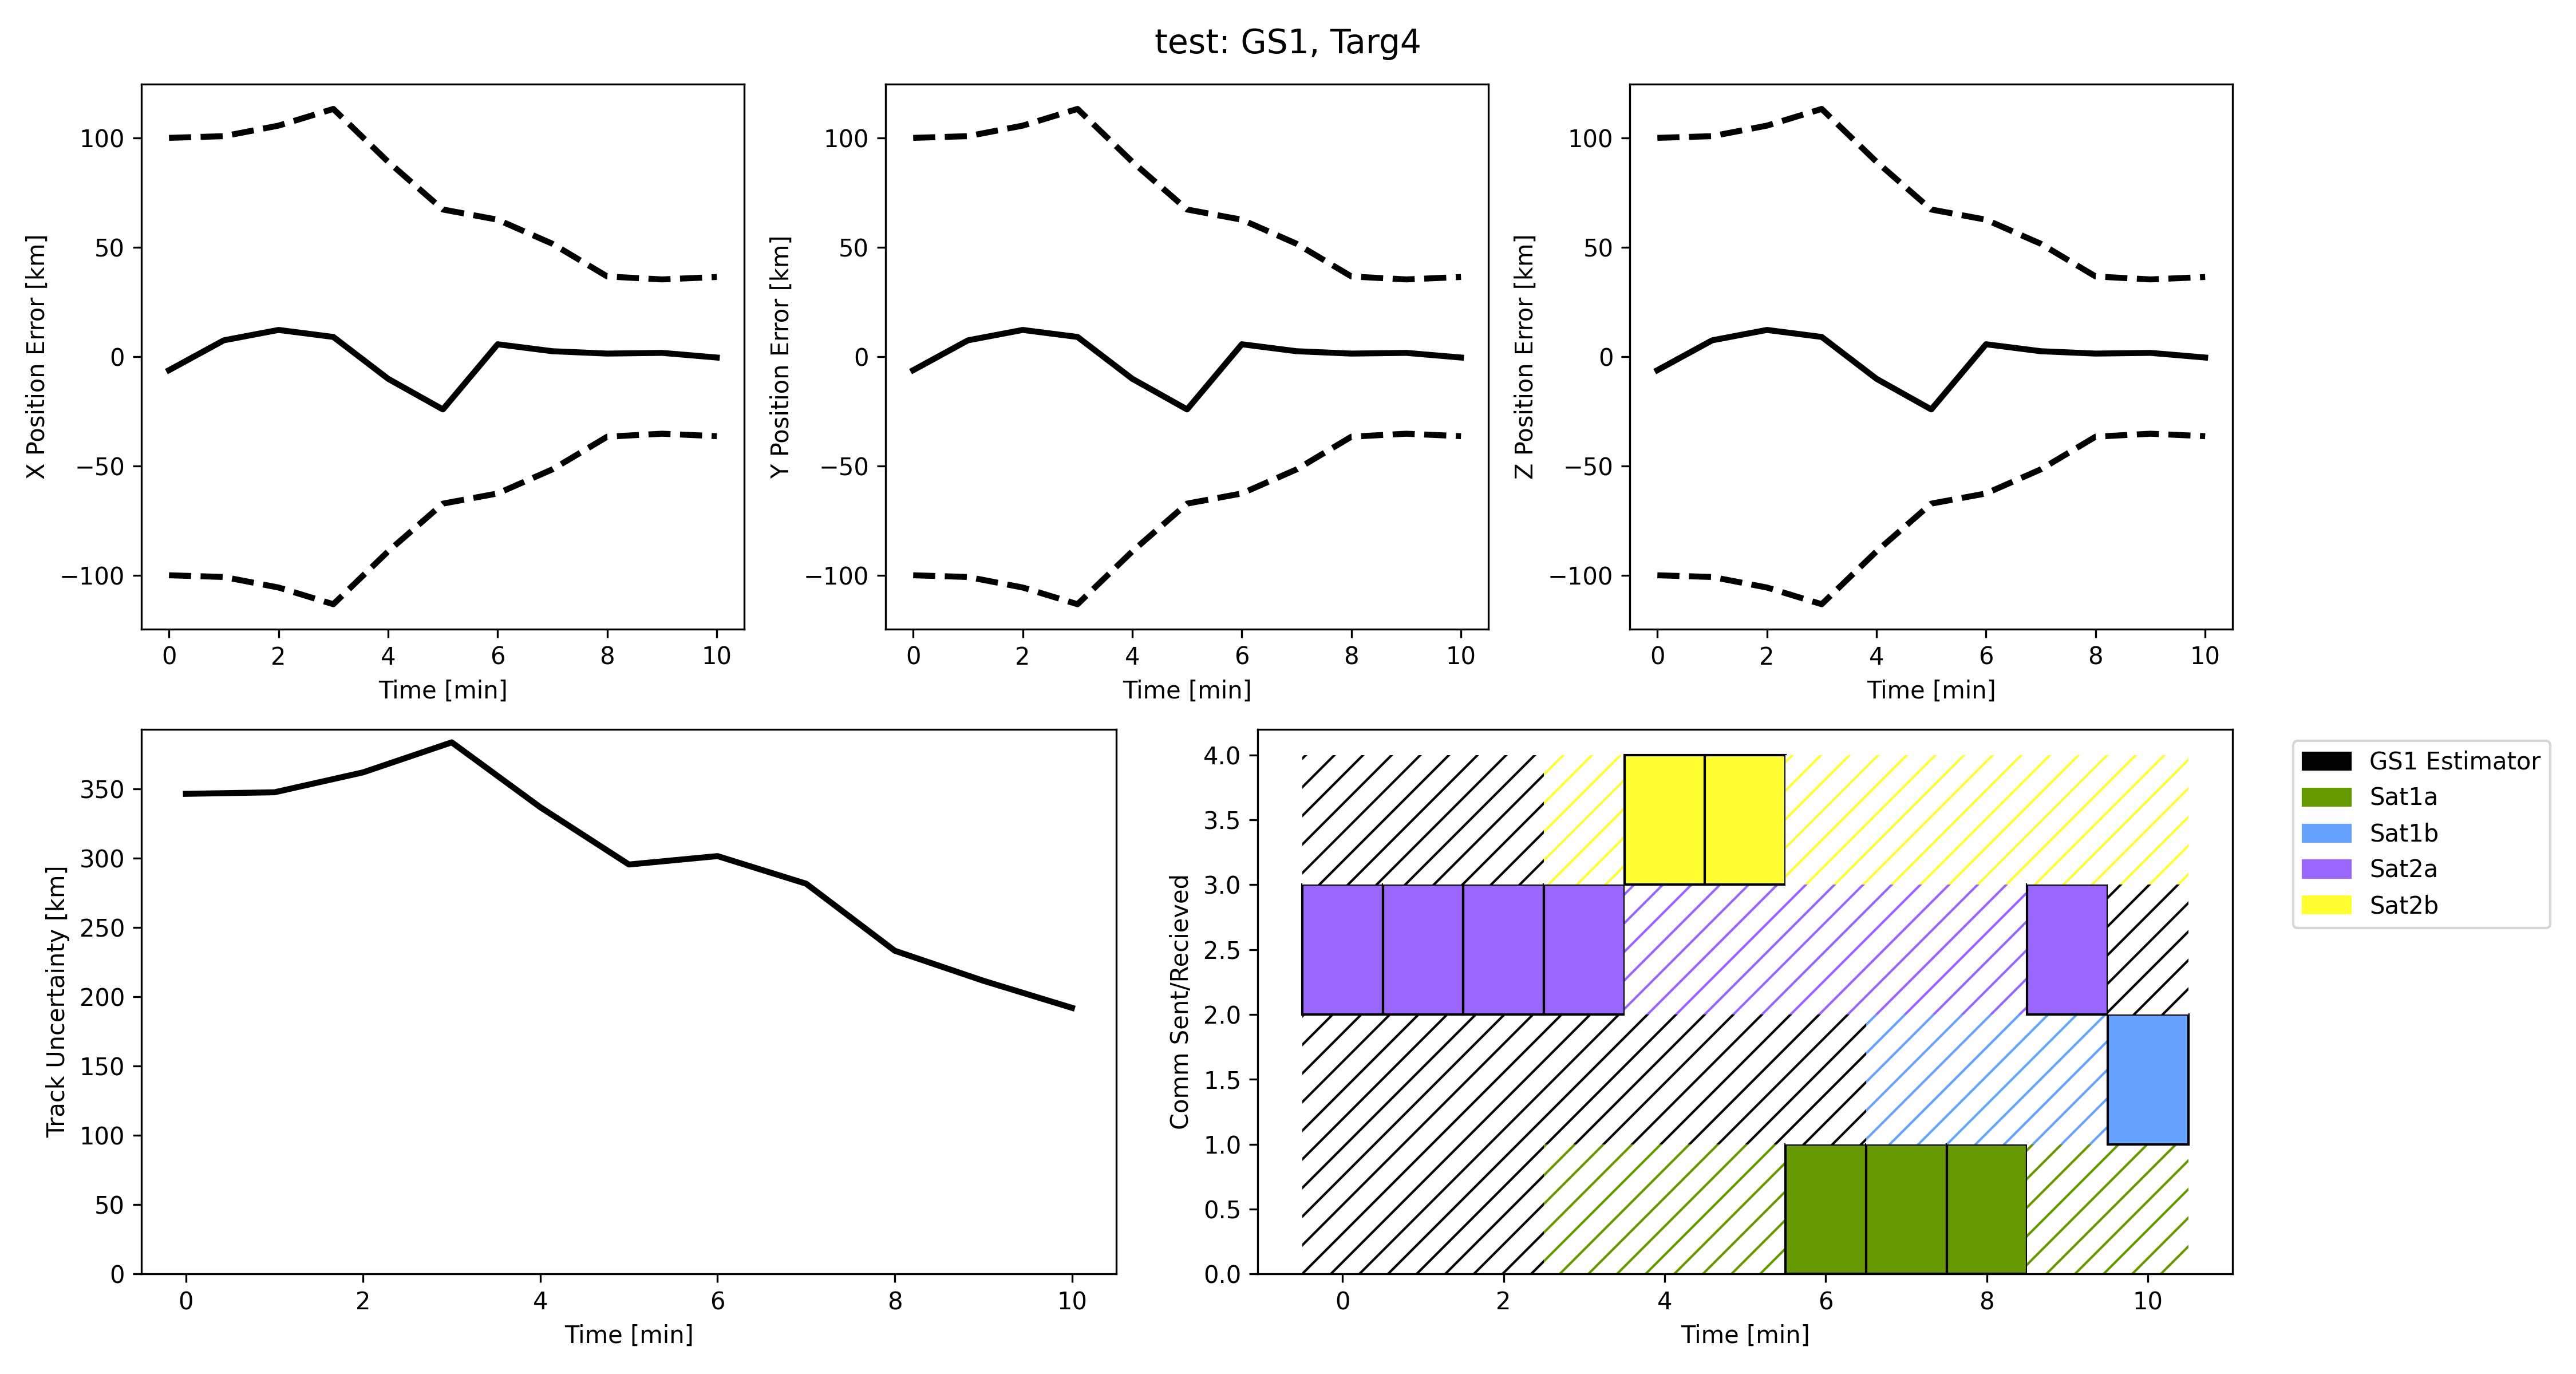 test: GS1, Targ4
X Position Error [km]
100
50
0
−50
−100
0 2 4 6 8 10
Time [min]
Y Position Error [km]
100
50
0
−50
−100
0 2 4 6 8 10
Time [min]
Z Position Error [km]
100
50
0
−50
−100
0 2 4 6 8 10
Time [min]
Track Uncertainty [km]
350
300
250
200
150
100
50
0
0 2 4 6 8 10
Time [min]
Comm Sent/Recieved
4.0
3.5
3.0
2.5
2.0
1.5
1.0
0.5
0.0
0 2 4 6 8 10
Time [min]
GS1 Estimator
Sat1a
Sat1b
Sat2a
Sat2b